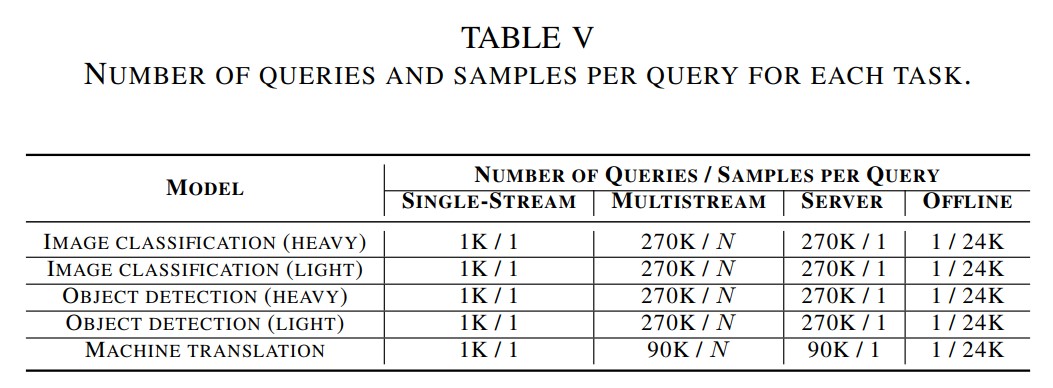 TABLE V
NUMBER OF QUERIES AND SAMPLES PER QUERY FOR EACH TASK.
MODEL
NUMBER OF QUERIES / SAMPLES PER QUERY
SINGLE-STREAM MULTISTREAM SERVER OFFLINE
IMAGE CLASSIFICATION (HEAVY) 1K / 1 270K / N 270K / 1 1 / 24K
IMAGE CLASSIFICATION (LIGHT) 1K / 1 270K / N 270K / 1 1 / 24K
OBJECT DETECTION (HEAVY) 1K / 1 270K / N 270K / 1 1 / 24K
OBJECT DETECTION (LIGHT) 1K / 1 270K / N 270K / 1 1 / 24K
MACHINE TRANSLATION 1K / 1 90K / N 90K / 1 1 / 24K